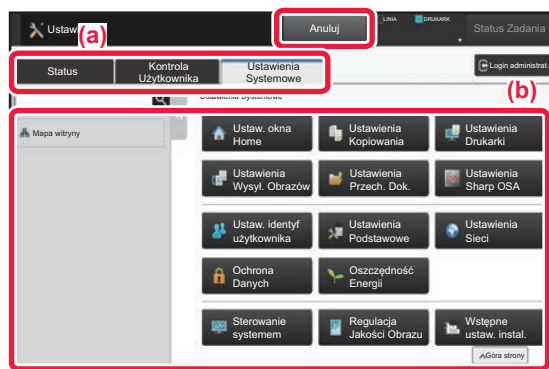 Ustaw
(a)
Anuluj
LINIA
DRUKARK
Status Zadania
Status
Kontrola
Użytkownika
Ustawienia
Systemowe
Login administrat.
(b)
Ustawienia Systemowe
Mapa witryny
Ustaw. okna
Home
Ustawienia
Kopiowania
Ustawienia
Drukarki
Ustawienia
Wysył. Obrazów
Ustawienia
Przech. Dok.
Ustawienia
Sharp OSA
Ustaw. identyf
użytkownika
Ustawienia
Podstawowe
Ustawienia
Sieci
Ochrona
Danych
Oszczędność
Energii
Sterowanie
systemem
Regulacja
Jakości Obrazu
Wstępne
ustaw. instal.
Góra strony